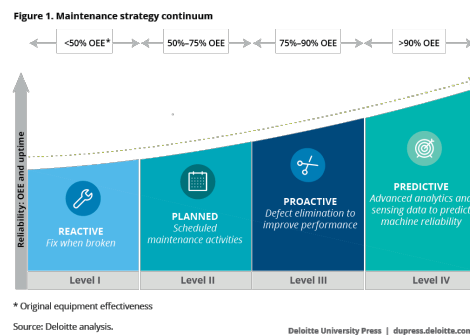 Figure 1. Maintenance strategy continuum
<50% OEE*
50%–75% OEE
75%–90% OEE
>90% OEE
Reliability: OEE and uptime
REACTIVE
Fix when broken
PLANNED
Scheduled
maintenance activities
PROACTIVE
Defect elimination to
improve performance
PREDICTIVE
Advanced analytics and
sensing data to predict
machine reliability
Level I
Level II
Level III
Level IV
* Original equipment effectiveness
Source: Deloitte analysis.
Deloitte University Press | dupress.deloitte.com